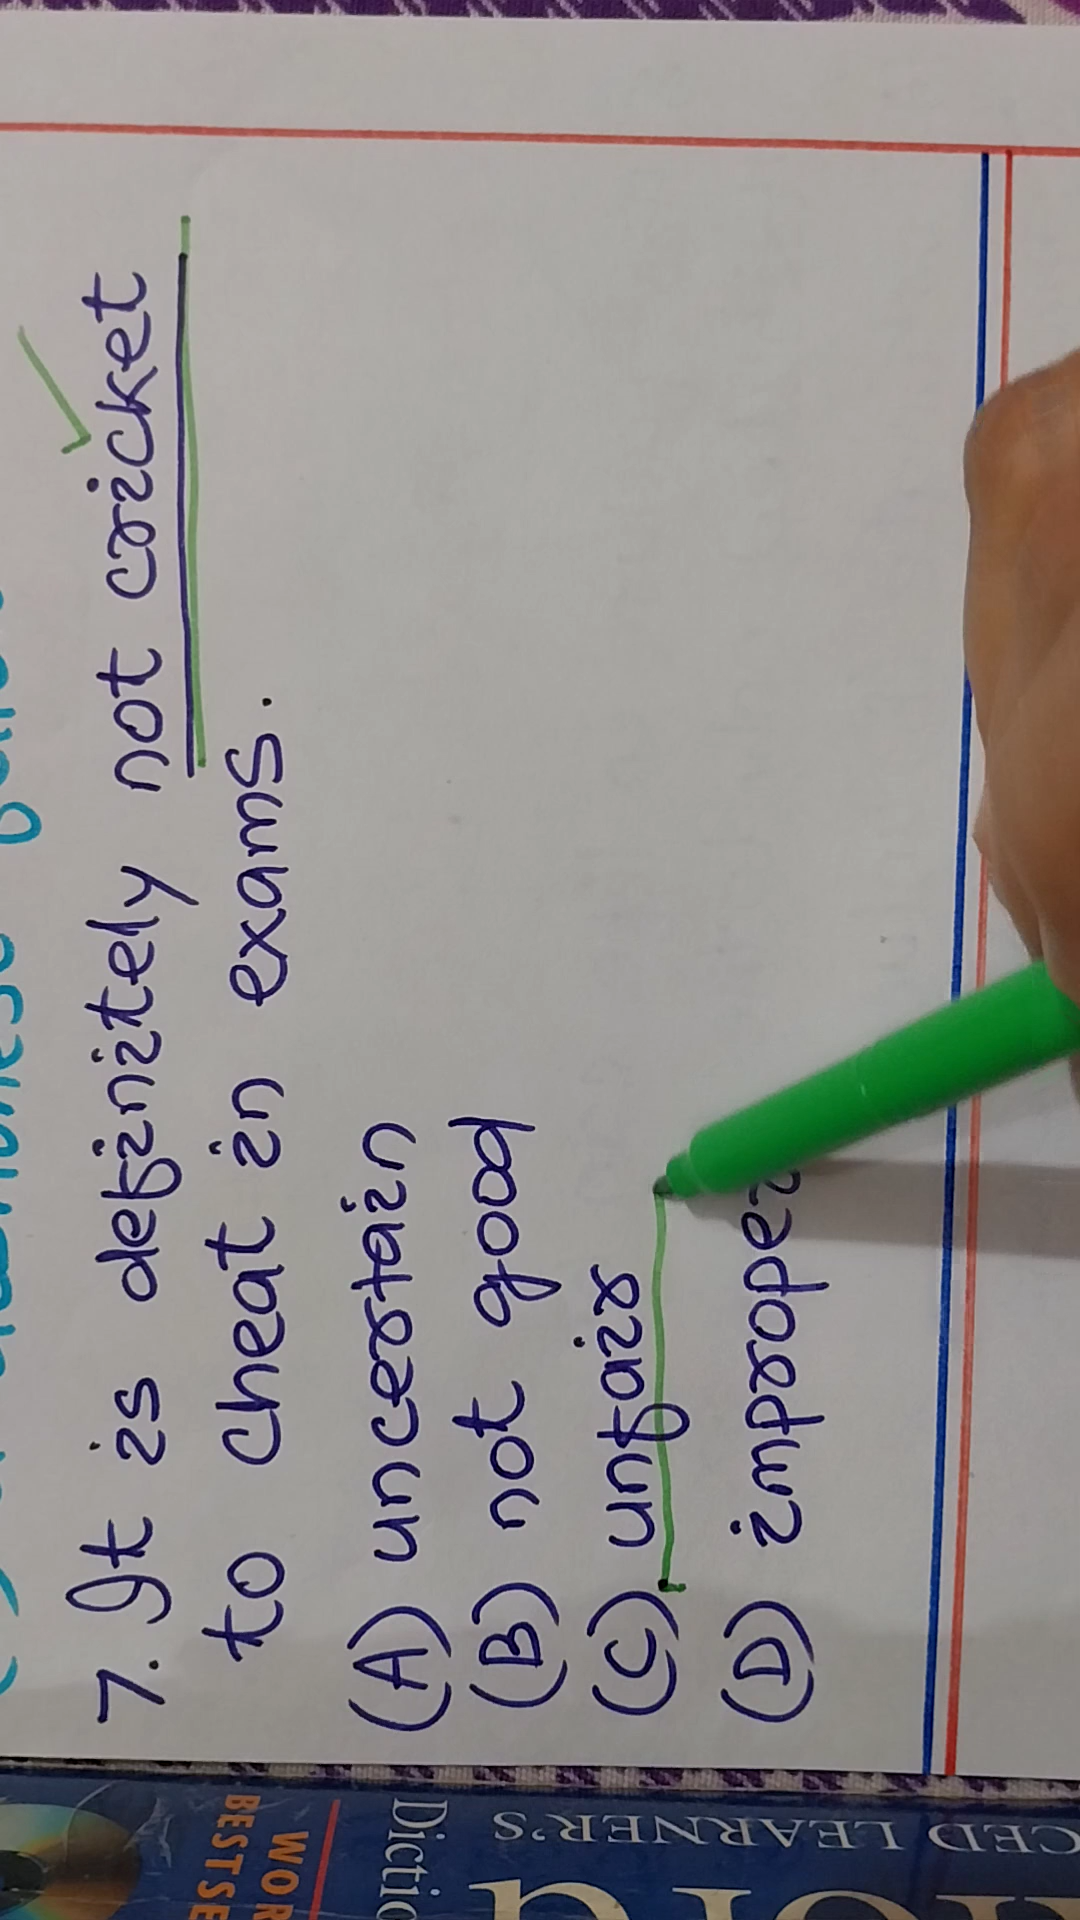 7. It is definitely not cricket
to cheat in exams.
(A) uncertain
(B) not good
(C) unfair
(D) improper
CED LEARNER'S
Dictio
WOR
BESTSE